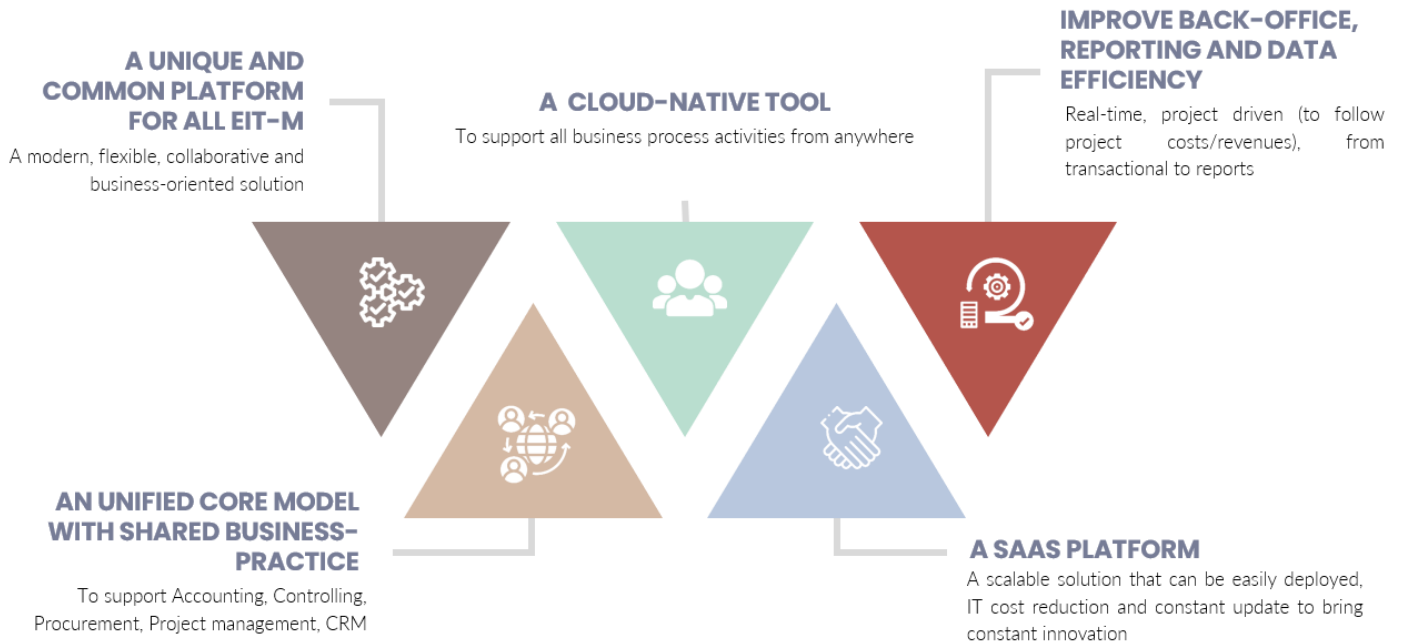 A UNIQUE AND
COMMON PLATFORM
FOR ALL EIT-M
A modern, flexible, collaborative and
business-oriented solution
A CLOUD-NATIVE TOOL
To support all business process activities from anywhere
IMPROVE BACK-OFFICE,
REPORTING AND DATA
EFFICIENCY
Real-time, project driven (to follow
project costs/revenues), from
transactional to reports
AN UNIFIED CORE MODEL
WITH SHARED BUSINESS-
PRACTICE
To support Accounting, Controlling,
Procurement, Project management, CRM
A SAAS PLATFORM
A scalable solution that can be easily deployed,
IT cost reduction and constant update to bring
constant innovation